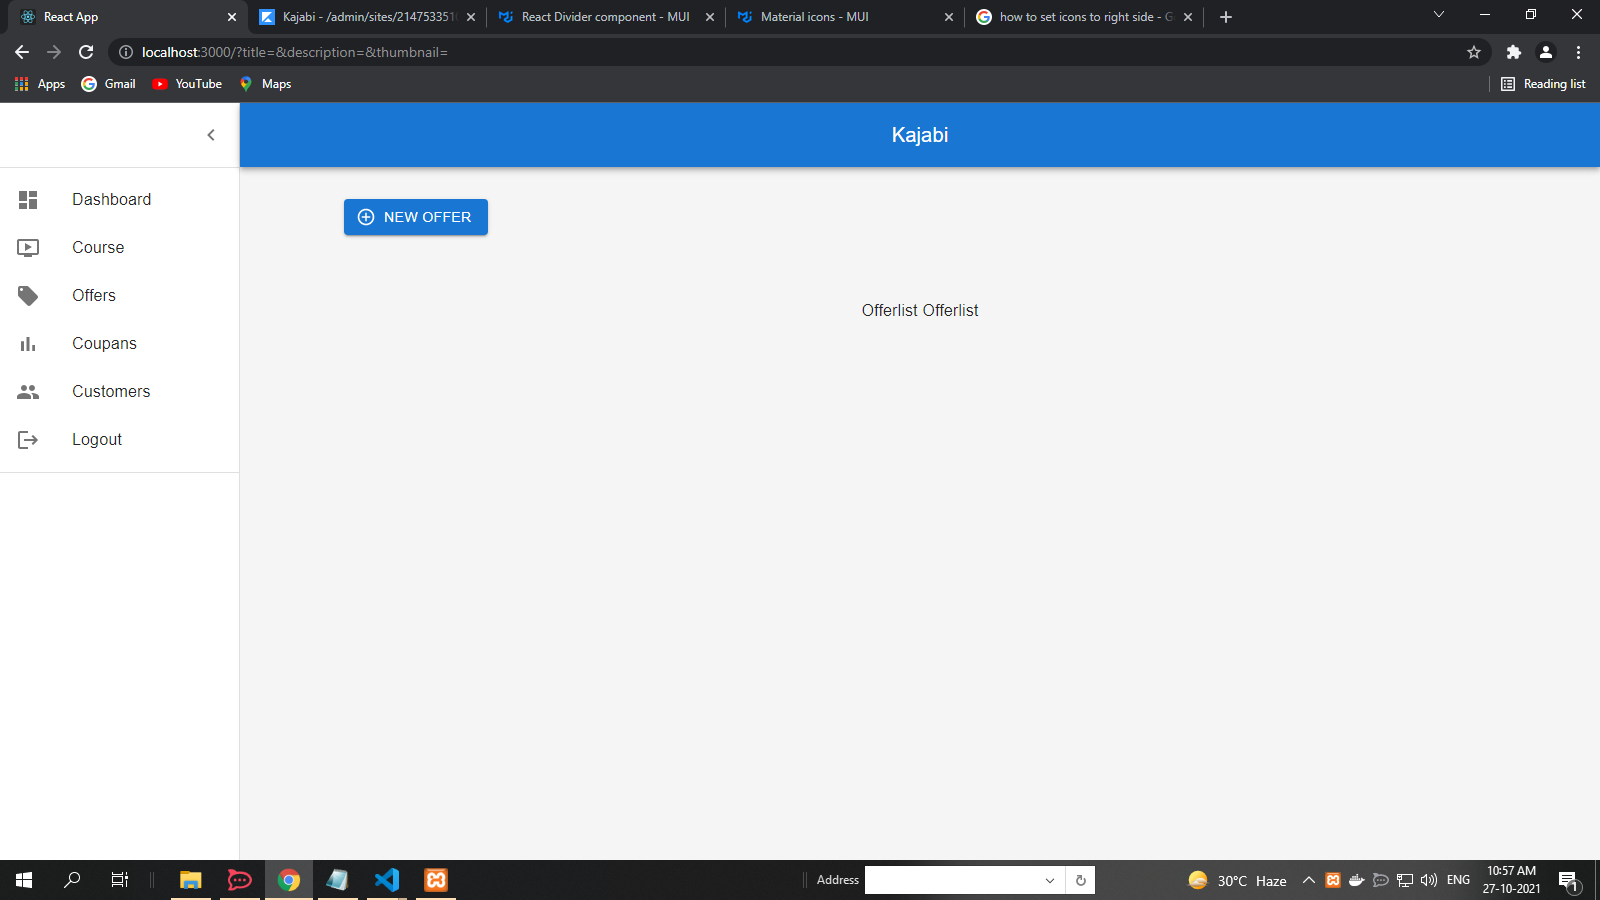 React App
Kajabi - /admin/sites/214753351
React Divider component - MUI
Material icons - MUI
how to set icons to right side - G
localhost:3000/?title=&description=&thumbnail=
Apps
Gmail
YouTube
Maps
Reading list
Kajabi
Dashboard
Course
Offers
Coupans
Customers
Logout
NEW OFFER
Offerlist Offerlist
Address
30°C Haze
ENG
10:57 AM
27-10-2021
1